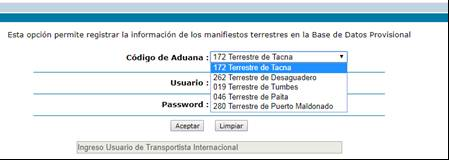 Esta opción permite registrar la información de los manifiestos terrestres en la Base de Datos Provisional
Código de Aduana : 172 Terrestre de Tacna
172 Terrestre de Tacna
262 Terrestre de Desaguadero
Usuario : 019 Terrestre de Tumbes
046 Terrestre de Paita
Password : 280 Terrestre de Puerto Maldonado
Aceptar Limpiar
Ingreso Usuario de Transportista Internacional